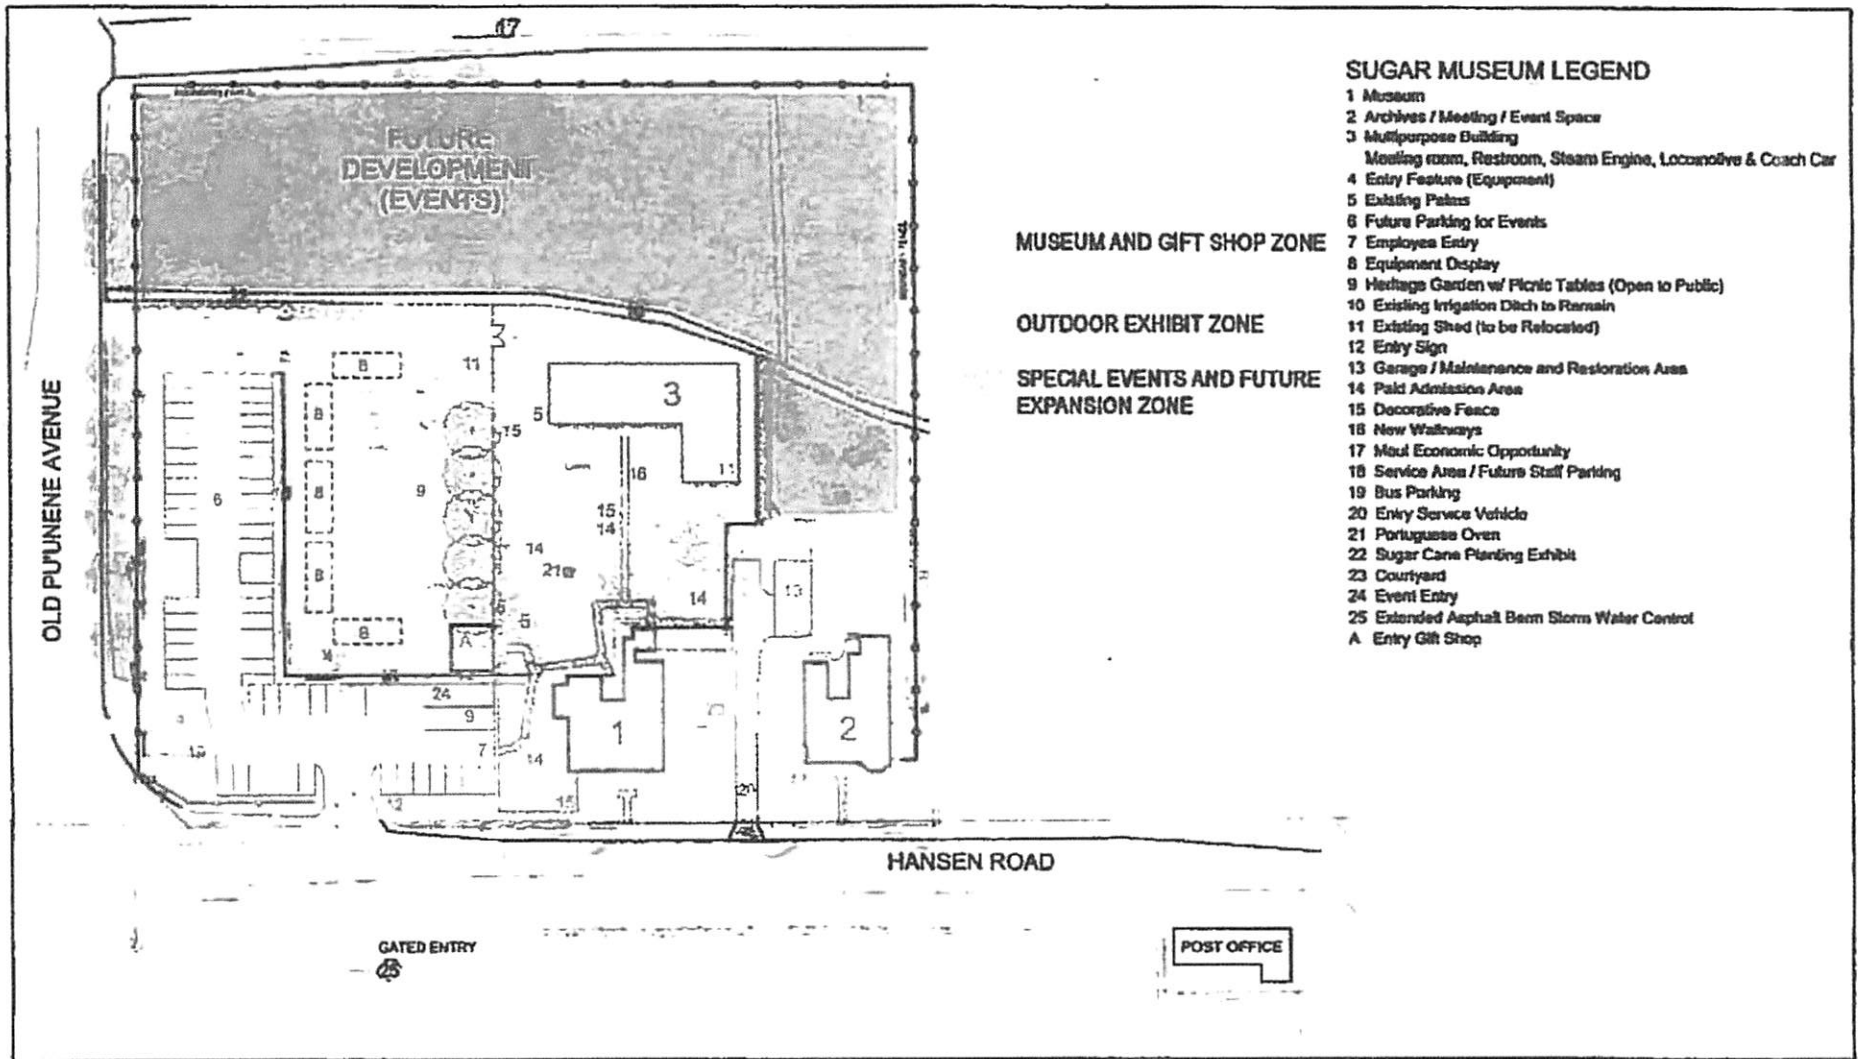 17
FUTURE
DEVELOPMENT
(EVENTS)
OLD PU'UNENE AVENUE
8
11
3
5
8
15
6
8
9
16
11
15
14
14
8
21
13
14
5
8
A
24
9
1
2
7
14
15
12
20
15
HANSEN ROAD
GATED ENTRY
25
POST OFFICE
MUSEUM AND GIFT SHOP ZONE
OUTDOOR EXHIBIT ZONE
SPECIAL EVENTS AND FUTURE
EXPANSION ZONE
SUGAR MUSEUM LEGEND
1 Museum
2 Archives / Meeting / Event Space
3 Multipurpose Building
Meeting room, Restroom, Steam Engine, Locomotive & Coach Car
4 Entry Feature (Equipment)
5 Existing Palms
6 Future Parking for Events
7 Employee Entry
8 Equipment Display
9 Heritage Garden w/ Picnic Tables (Open to Public)
10 Existing Irrigation Ditch to Remain
11 Existing Shed (to be Relocated)
12 Entry Sign
13 Garage / Maintenance and Restoration Area
14 Paid Admission Area
15 Decorative Fence
16 New Walkways
17 Maui Economic Opportunity
18 Service Area / Future Staff Parking
19 Bus Parking
20 Entry Service Vehicle
21 Portuguese Oven
22 Sugar Cane Planting Exhibit
23 Courtyard
24 Event Entry
25 Extended Asphalt Berm Storm Water Control
A Entry Gift Shop